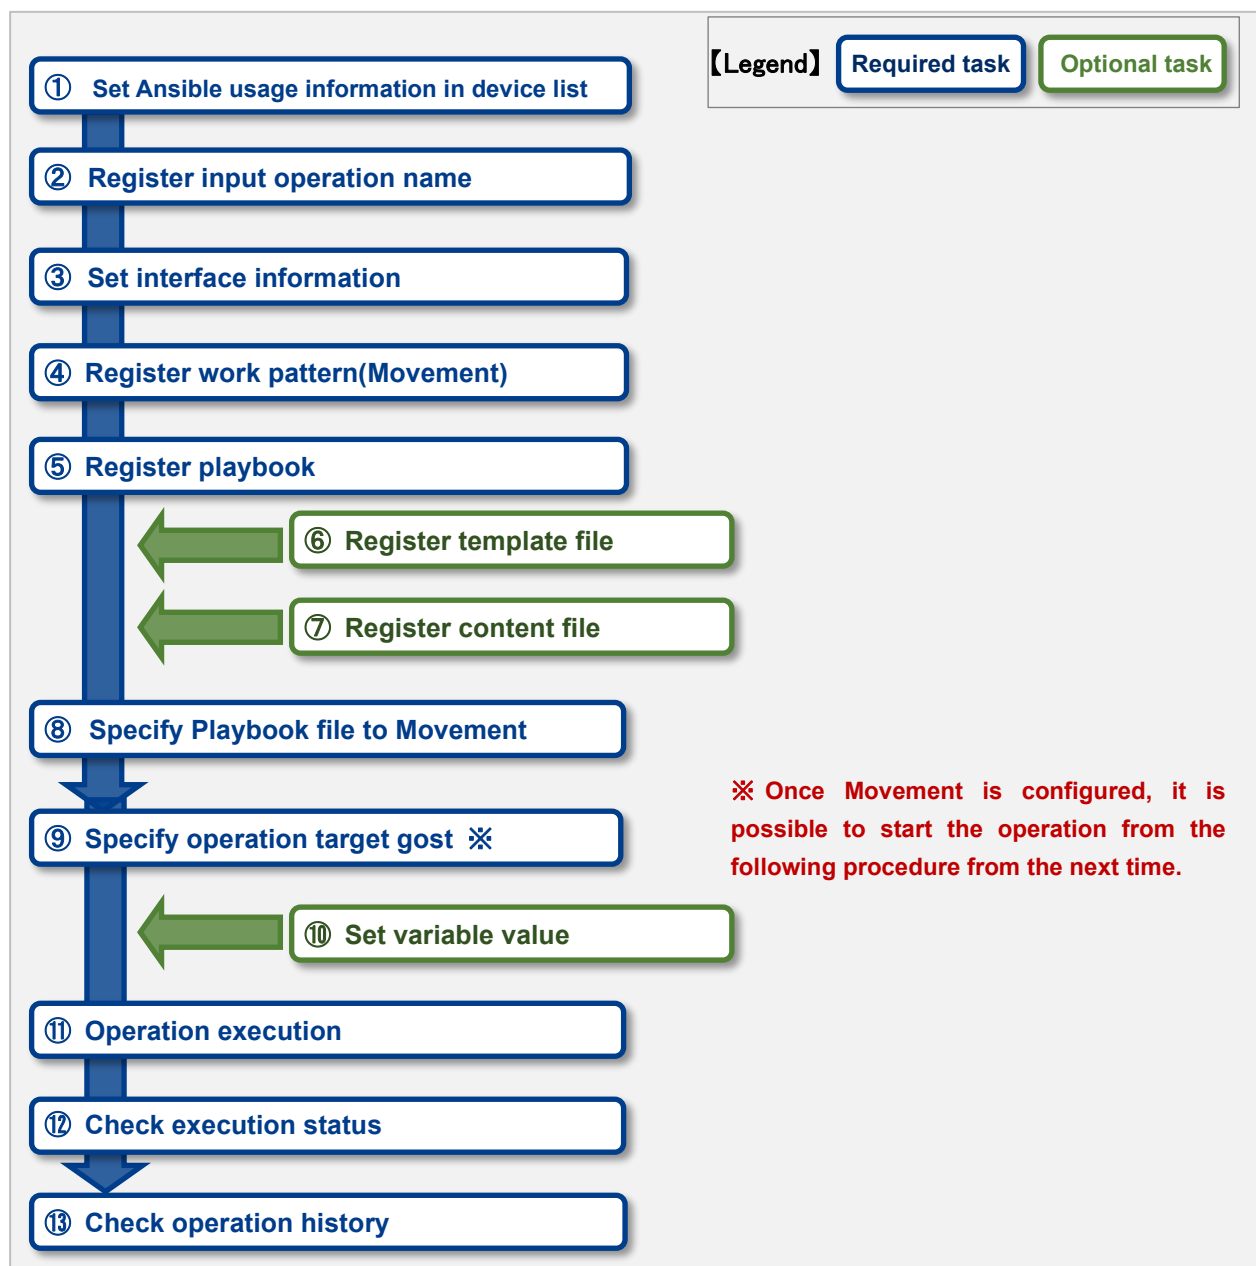 【Legend】 Required task Optional task
① Set Ansible usage information in device list
② Register input operation name
③ Set interface information
④ Register work pattern(Movement)
⑤ Register playbook
⑥ Register template file
⑦ Register content file
⑧ Specify Playbook file to Movement
⑨ Specify operation target gost ※
※ Once Movement is configured, it is
possible to start the operation from the
following procedure from the next time.
⑩ Set variable value
⑪ Operation execution
⑫ Check execution status
⑬ Check operation history